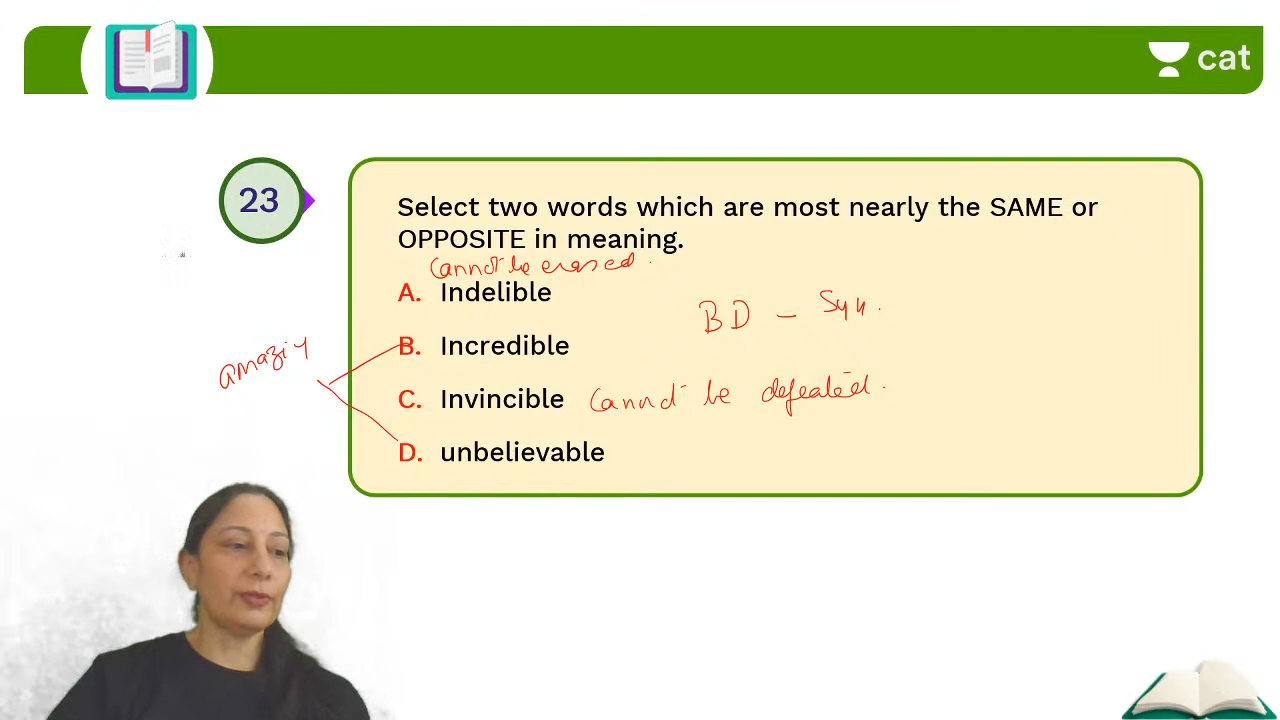 cat
23
Select two words which are most nearly the SAME or
OPPOSITE in meaning.
Cannot be erased.
A. Indelible
BD - Syn.
B. Incredible
amazing
C. Invincible Cannot be defeated.
D. unbelievable